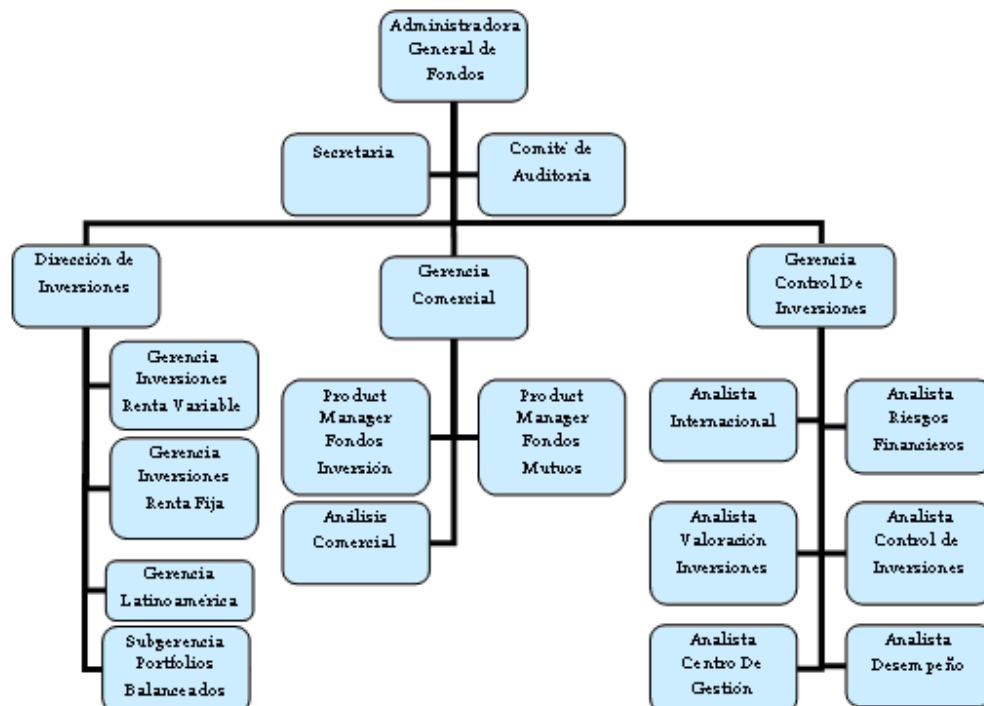 Administradora
General de
Fondos
Secretaria
Comité de
Auditoría
Dirección de
Inversiones
Gerencia
Comercial
Gerencia
Control De
Inversiones
Gerencia
Inversiones
Renta Variable
Gerencia
Inversiones
Renta Fija
Gerencia
Latinoamérica
Subgerencia
Portfolios
Balanceados
Product
Manager
Fondos
Inversión
Product
Manager
Fondos
Mutuos
Análisis
Comercial
Analista
Internacional
Analista
Riesgos
Financieros
Analista
Valoración
Inversiones
Analista
Control de
Inversiones
Analista
Centro De
Gestión
Analista
Desempeño